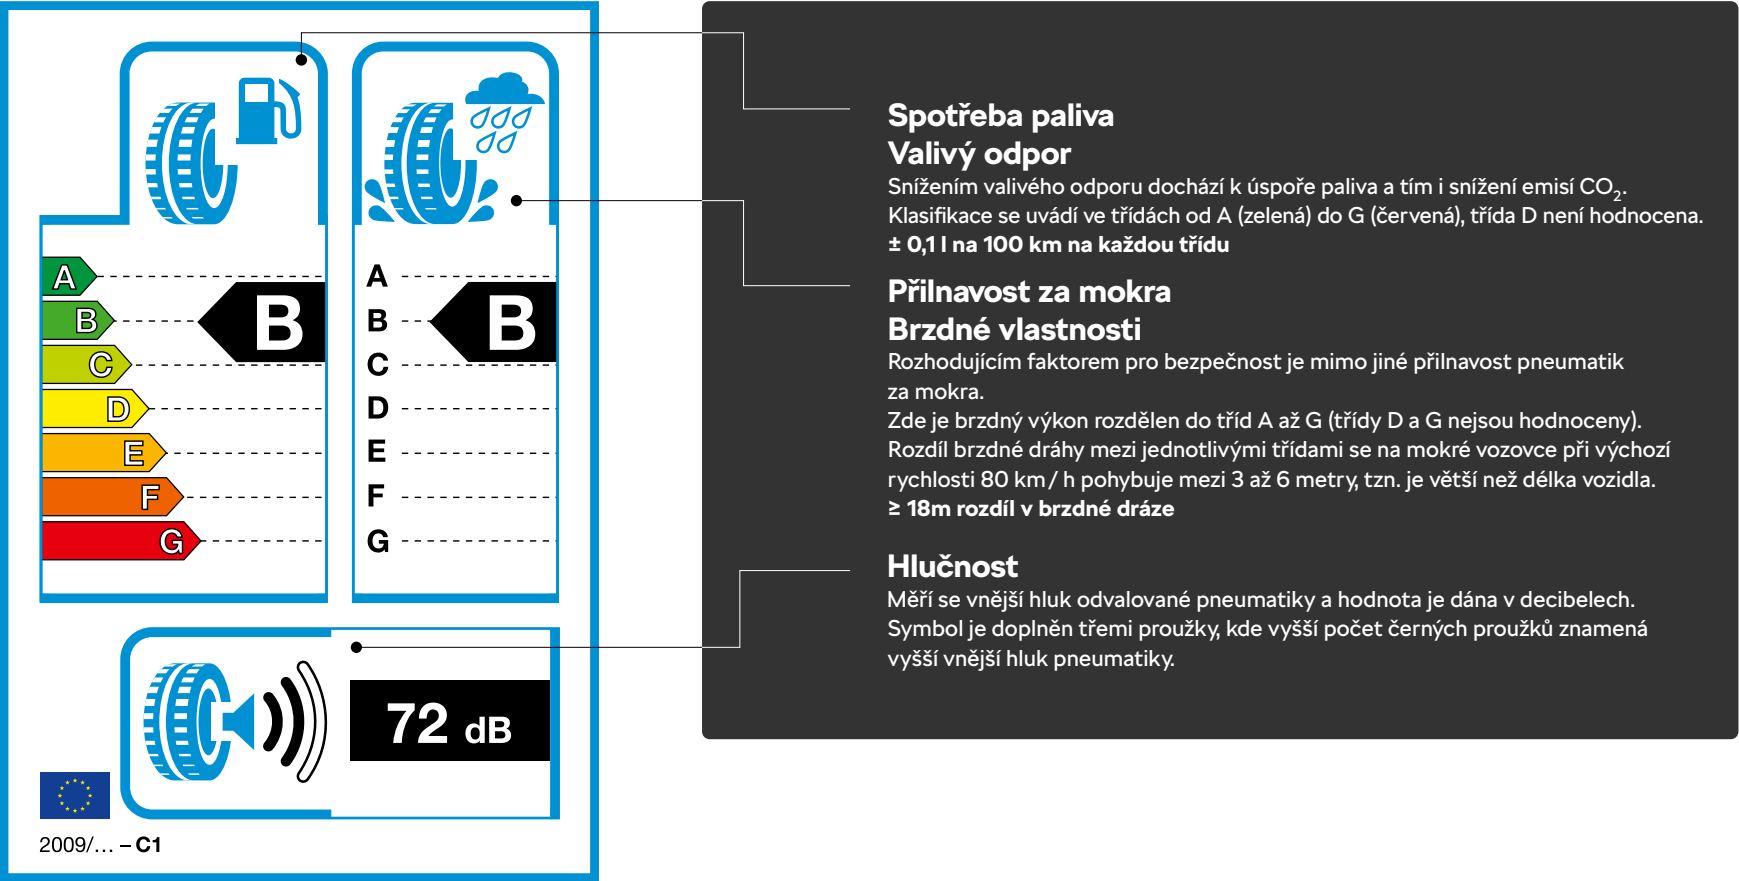 A
B
C
D
E
F
G
B
A
B
C
D
E
F
G
B
72 dB
2009/... – C1
Spotřeba paliva
Valivý odpor
Snížením valivého odporu dochází k úspoře paliva a tím i snížení emisí CO₂.
Klasifikace se uvádí ve třídách od A (zelená) do G (červená), třída D není hodnocena.
± 0,1 l na 100 km na každou třídu
Přilnavost za mokra
Brzdné vlastnosti
Rozhodujícím faktorem pro bezpečnost je mimo jiné přilnavost pneumatik
za mokra.
Zde je brzdný výkon rozdělen do tříd A až G (třídy D a G nejsou hodnoceny).
Rozdíl brzdné dráhy mezi jednotlivými třídami se na mokré vozovce při výchozí
rychlosti 80 km / h pohybuje mezi 3 až 6 metry, tzn. je větší než délka vozidla.
≥ 18m rozdíl v brzdné dráze
Hlučnost
Měří se vnější hluk odvalované pneumatiky a hodnota je dána v decibelech.
Symbol je doplněn třemi proužky, kde vyšší počet černých proužků znamená
vyšší vnější hluk pneumatiky.